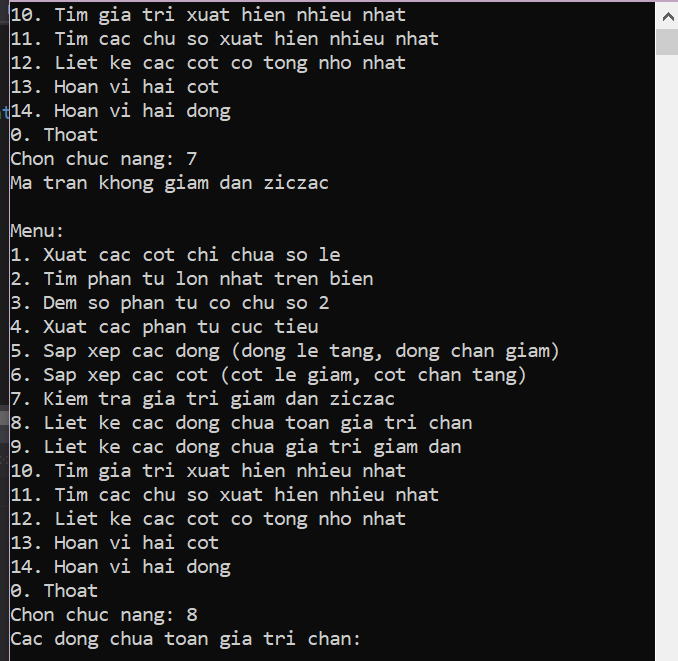 10. Tim gia tri xuat hien nhieu nhat
11. Tim cac chu so xuat hien nhieu nhat
12. Liet ke cac cot co tong nho nhat
13. Hoan vi hai cot
14. Hoan vi hai dong
0. Thoat
Chon chuc nang: 7
Ma tran khong giam dan ziczac

Menu:
1. Xuat cac cot chi chua so le
2. Tim phan tu lon nhat tren bien
3. Dem so phan tu co chu so 2
4. Xuat cac phan tu cuc tieu
5. Sap xep cac dong (dong le tang, dong chan giam)
6. Sap xep cac cot (cot le giam, cot chan tang)
7. Kiem tra gia tri giam dan ziczac
8. Liet ke cac dong chua toan gia tri chan
9. Liet ke cac dong chua gia tri giam dan
10. Tim gia tri xuat hien nhieu nhat
11. Tim cac chu so xuat hien nhieu nhat
12. Liet ke cac cot co tong nho nhat
13. Hoan vi hai cot
14. Hoan vi hai dong
0. Thoat
Chon chuc nang: 8
Cac dong chua toan gia tri chan: